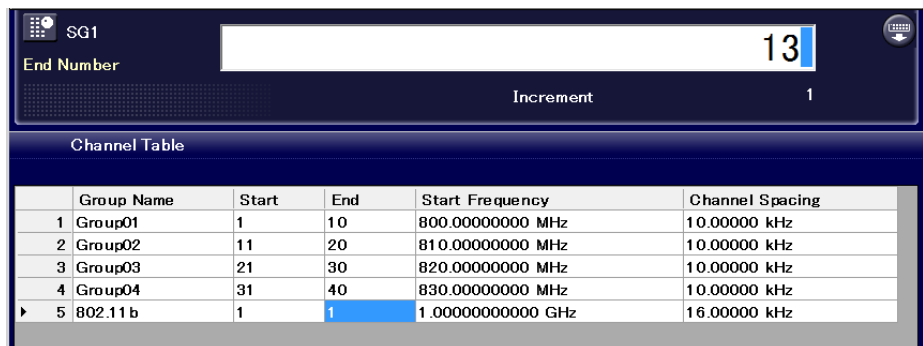 SG1
13
End Number
Increment 1
Channel Table
Group Name Start End Start Frequency Channel Spacing
1 Group01 1 10 800.00000000 MHz 10.00000 kHz
2 Group02 11 20 810.00000000 MHz 10.00000 kHz
3 Group03 21 30 820.00000000 MHz 10.00000 kHz
4 Group04 31 40 830.00000000 MHz 10.00000 kHz
5 802.11b 1 1 1.00000000000 GHz 16.00000 kHz